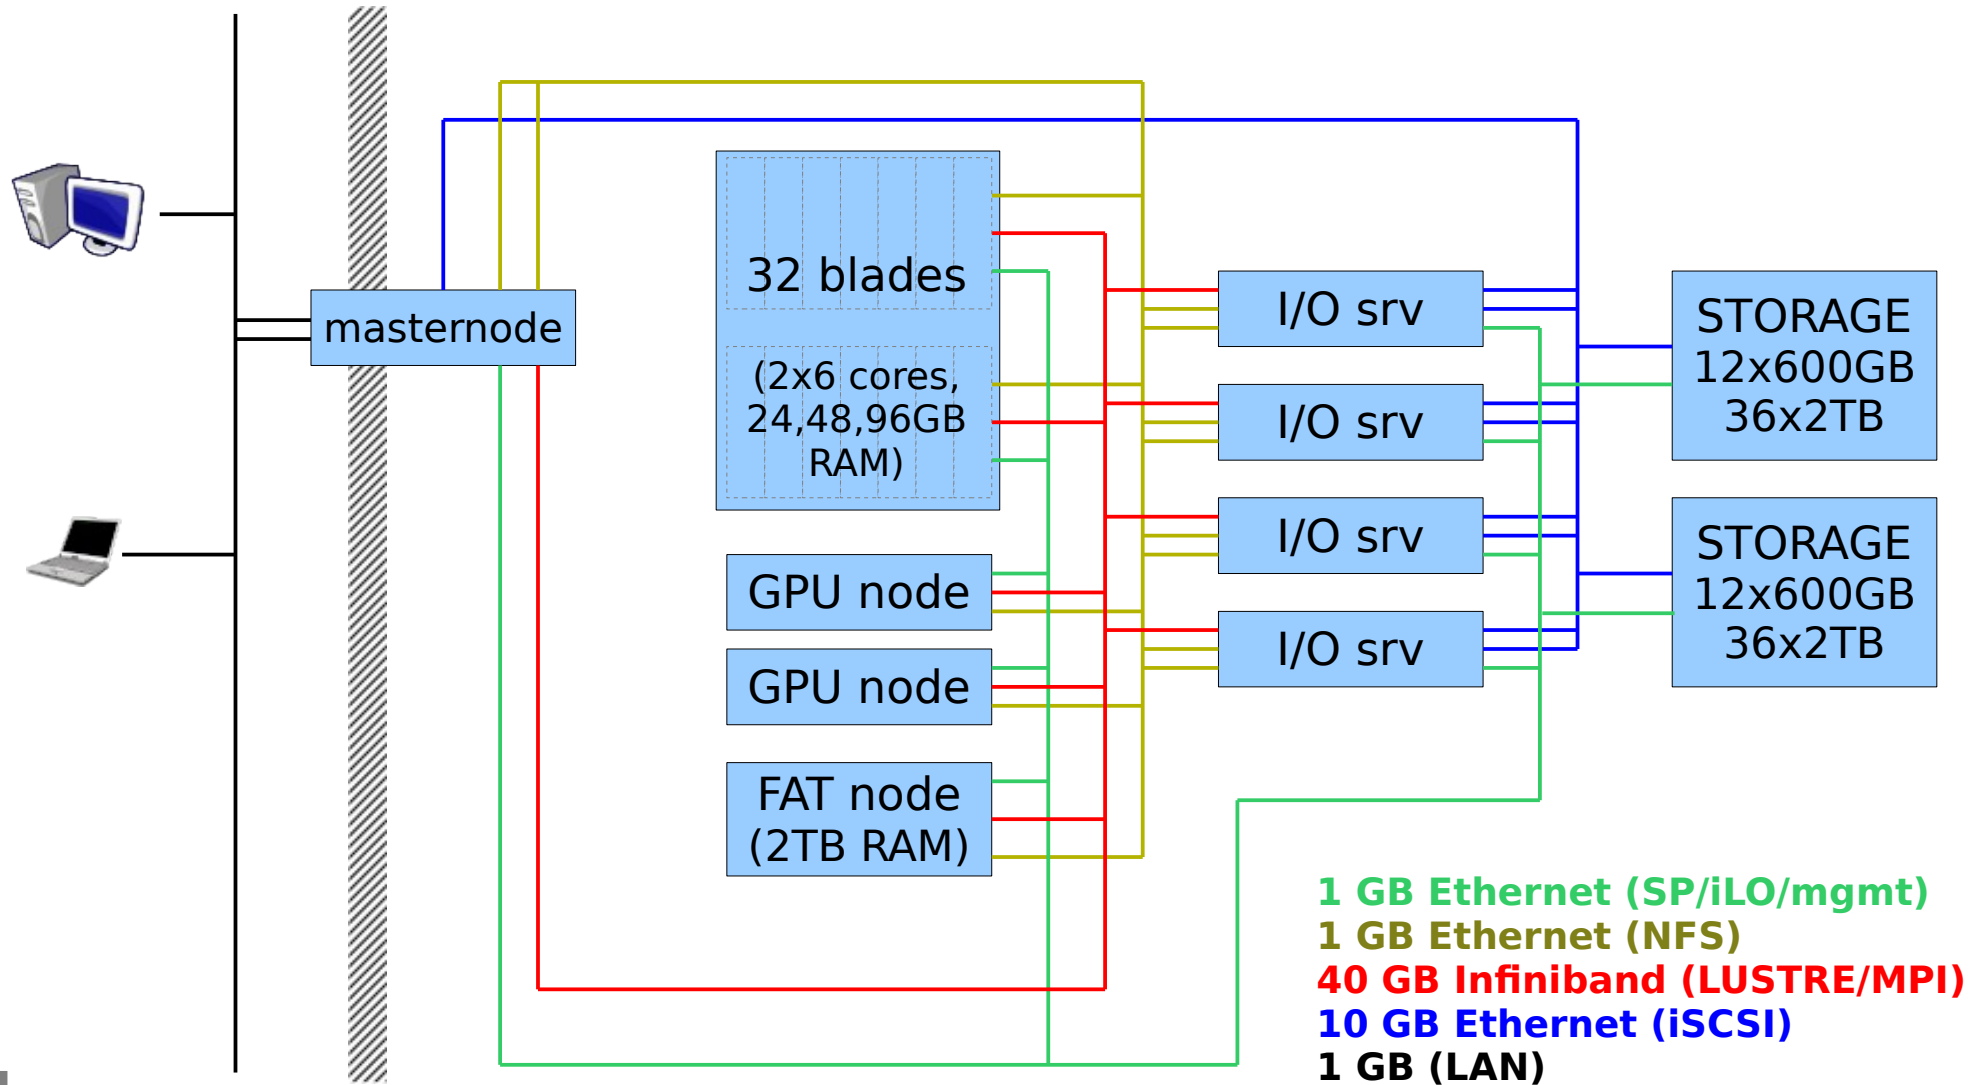 masternode
32 blades
(2x6 cores,
24,48,96GB
RAM)
GPU node
GPU node
FAT node
(2TB RAM)
I/O srv
I/O srv
I/O srv
I/O srv
STORAGE
12x600GB
36x2TB
STORAGE
12x600GB
36x2TB
1 GB Ethernet (SP/iLO/mgmt)
1 GB Ethernet (NFS)
40 GB Infiniband (LUSTRE/MPI)
10 GB Ethernet (iSCSI)
1 GB (LAN)